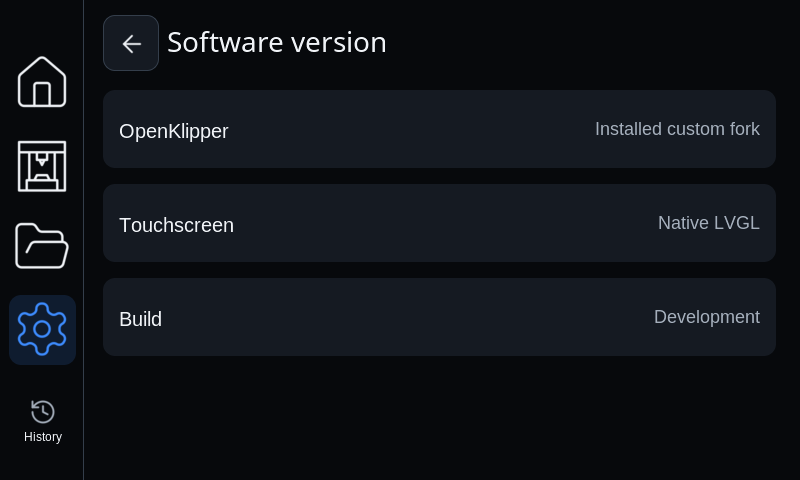 Software version
OpenKlipper
Installed custom fork
Touchscreen
Native LVGL
Build
Development
History